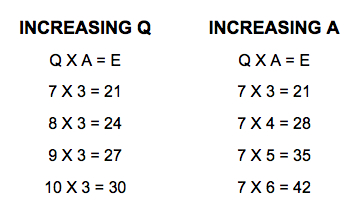 INCREASING Q
Q X A = E
7 X 3 = 21
8 X 3 = 24
9 X 3 = 27
10 X 3 = 30
INCREASING A
Q X A = E
7 X 3 = 21
7 X 4 = 28
7 X 5 = 35
7 X 6 = 42